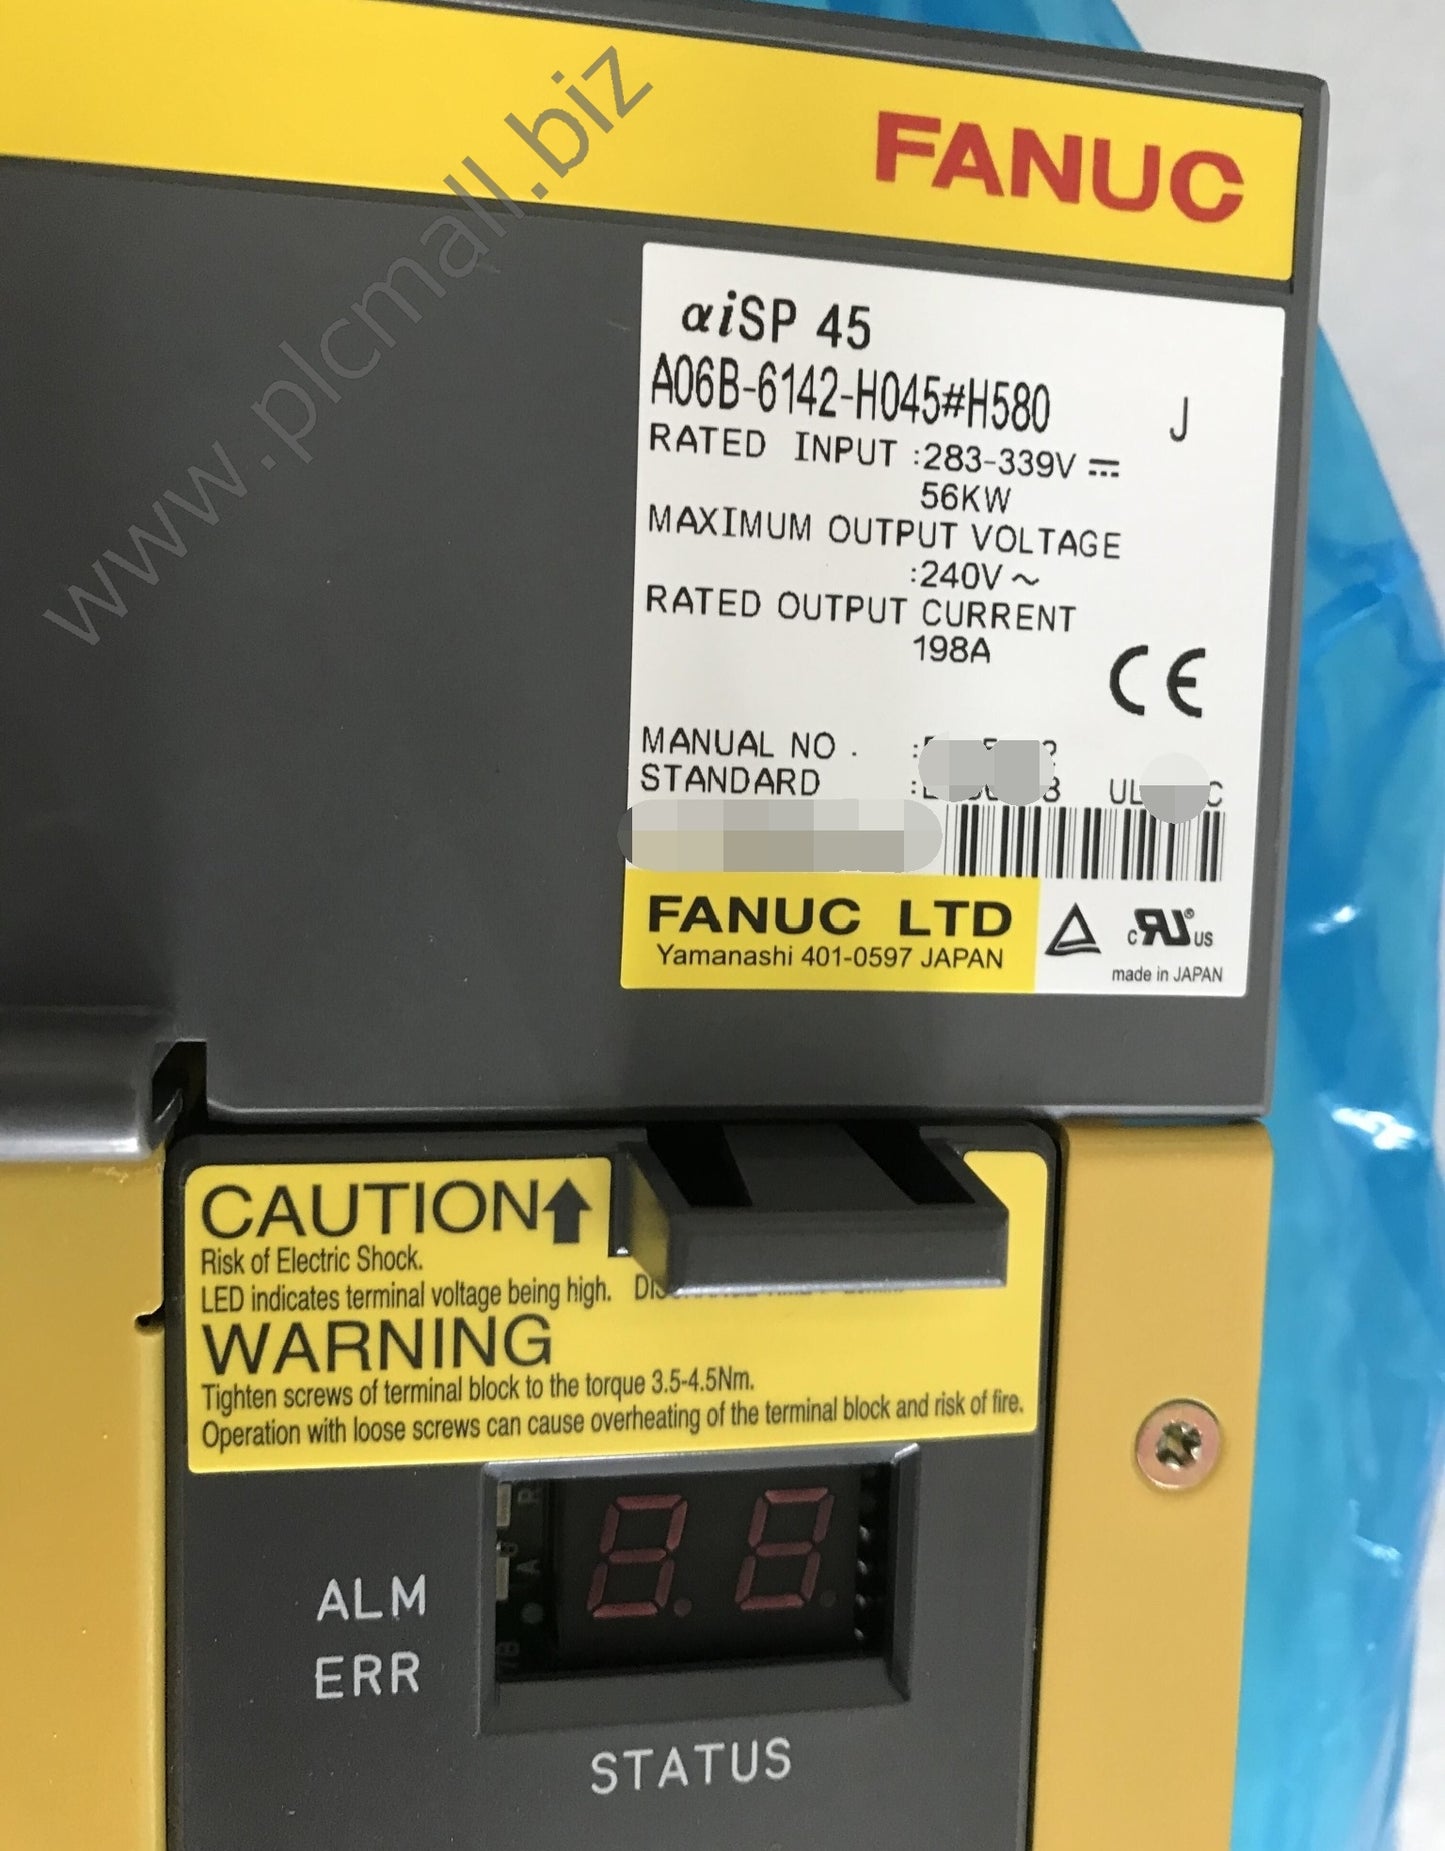 www.plcmall.biz
FANUC
αiSP 45
A06B-6142-H045#H580 J
RATED INPUT :283-339V ⎓
56KW
MAXIMUM OUTPUT VOLTAGE
:240V ~
RATED OUTPUT CURRENT
198A
CE
MANUAL NO .
STANDARD
FANUC LTD
Yamanashi 401-0597 JAPAN
c RU US
made in JAPAN
CAUTION
Risk of Electric Shock.
LED indicates terminal voltage being high.
WARNING
Tighten screws of terminal block to the torque 3.5-4.5Nm.
Operation with loose screws can cause overheating of the terminal block and risk of fire.
ALM
ERR
STATUS